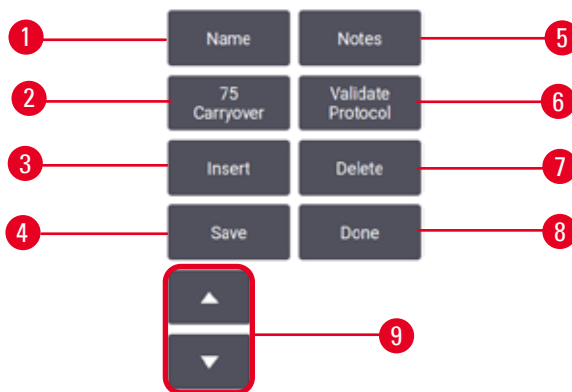 1 Name Notes 5
2 75 Carryover Validate Protocol 6
3 Insert Delete 7
4 Save Done 8
9